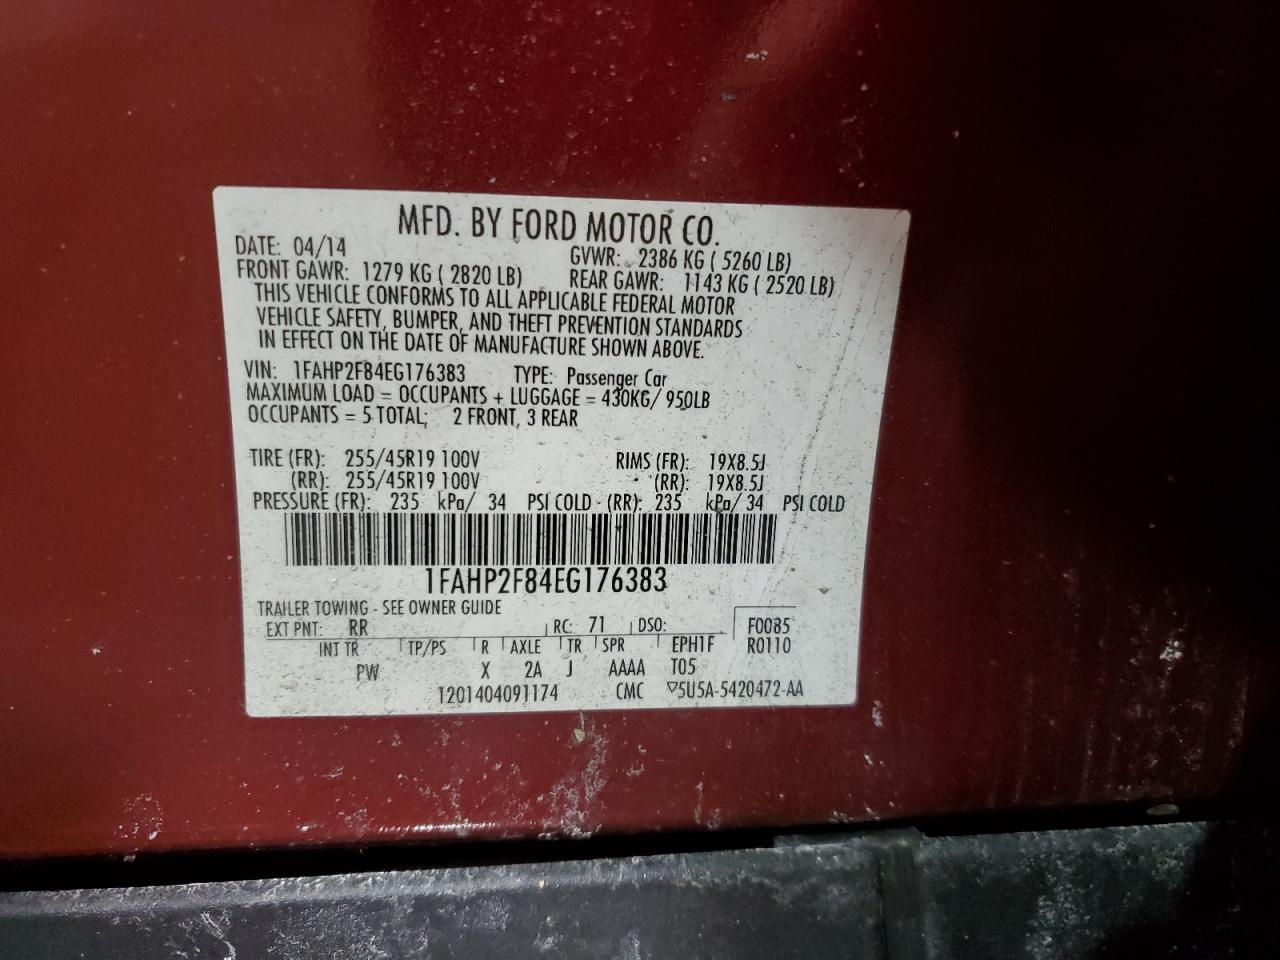 MFD. BY FORD MOTOR CO.
DATE: 04/14 GVWR: 2386 KG ( 5260 LB)
FRONT GAWR: 1279 KG ( 2820 LB) REAR GAWR: 1143 KG ( 2520 LB)
THIS VEHICLE CONFORMS TO ALL APPLICABLE FEDERAL MOTOR
VEHICLE SAFETY, BUMPER, AND THEFT PREVENTION STANDARDS
IN EFFECT ON THE DATE OF MANUFACTURE SHOWN ABOVE.
VIN: 1FAHP2F84EG176383 TYPE: Passenger Car
MAXIMUM LOAD = OCCUPANTS + LUGGAGE = 430KG/ 950LB
OCCUPANTS = 5 TOTAL; 2 FRONT, 3 REAR
TIRE (FR): 255/45R19 100V RIMS (FR): 19X8.5J
(RR): 255/45R19 100V (RR): 19X8.5J
PRESSURE (FR): 235 kPa/ 34 PSI COLD - (RR): 235 kPa/ 34 PSI COLD
1FAHP2F84EG176383
TRAILER TOWING - SEE OWNER GUIDE
EXT PNT: RR RC: 71 DSO: F0085
INT TR TP/PS R AXLE TR SPR EPH1F R0110
PW X 2A J AAAA T05
1201404091174 CMC ▽5U5A-5420472-AA